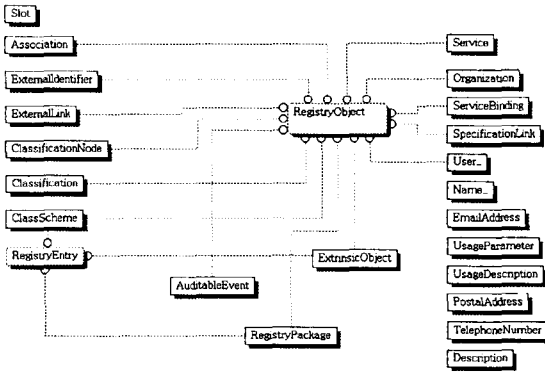 Slot
Association
ExternalIdentifier
ExternalLink
ClassificationNode
Classification
ClassScheme
RegistryEntry
AuditableEvent
RegistryPackage
ExtrinsicObject
RegistryObject
Service
Organization
ServiceBinding
SpecificationLink
User_
Name_
EmailAddress
UsageParameter
UsageDescription
PostalAddress
TelephoneNumber
Description